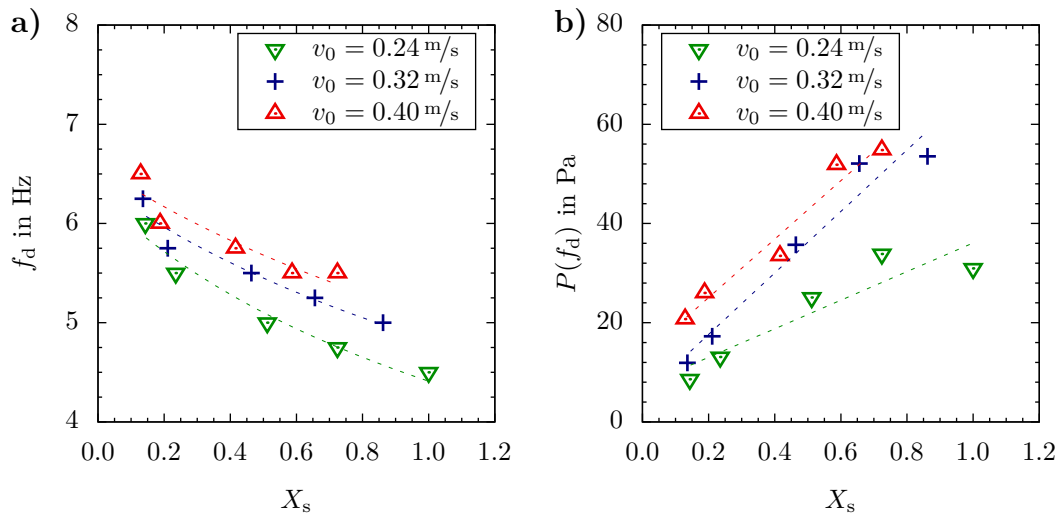 a)
8
7
6
5
4
f_d in Hz
v_0 = 0.24 m/s
v_0 = 0.32 m/s
v_0 = 0.40 m/s
0.0 0.2 0.4 0.6 0.8 1.0 1.2
X_s
b)
80
60
40
20
0
P(f_d) in Pa
v_0 = 0.24 m/s
v_0 = 0.32 m/s
v_0 = 0.40 m/s
0.0 0.2 0.4 0.6 0.8 1.0 1.2
X_s